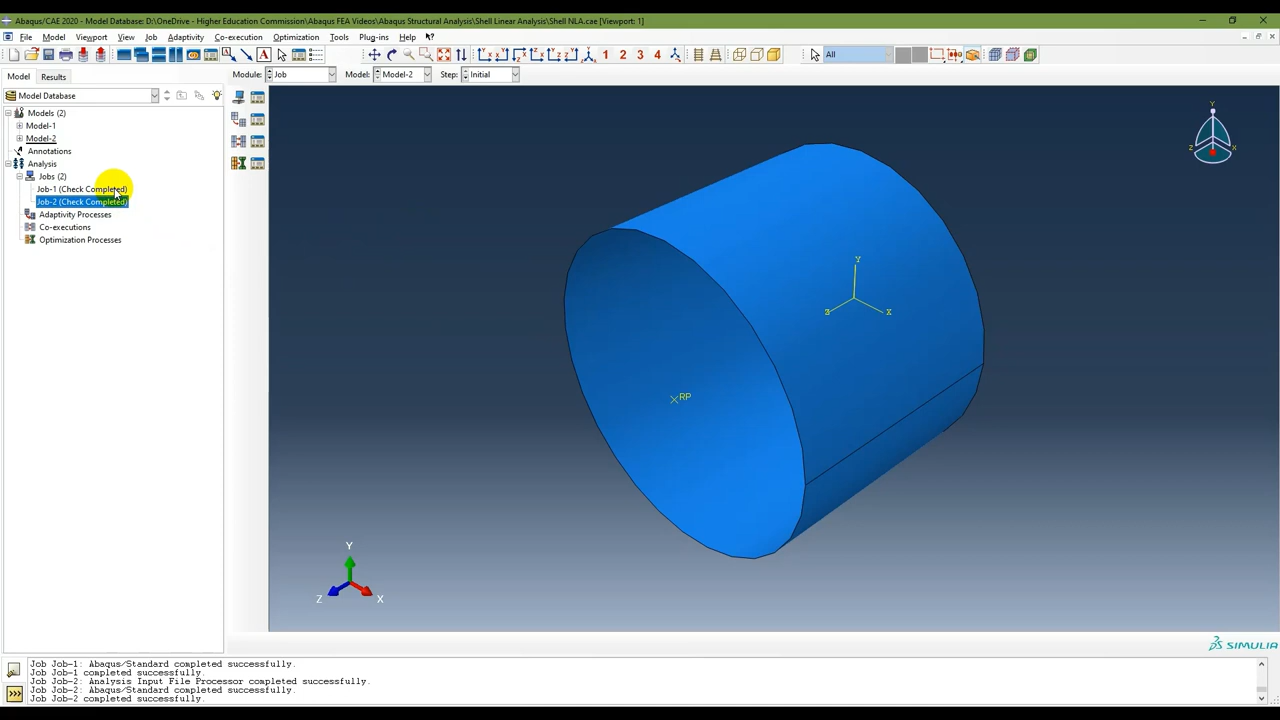 Abaqus/CAE 2020 - Model Database: D:\OneDrive - Higher Education Commission\Abaqus FEA Videos\Abaqus Structural Analysis\Shell Linear Analysis\Shell NLA.cae [Viewport: 1]
File Model Viewport View Job Adaptivity Co-execution Optimization Tools Plug-ins Help
1 2 3 4 All
Model Results Module: Job Model: Model-2 Step: Initial
Model Database
Models (2)
Model-1
Model-2
Annotations
Analysis
Jobs (2)
Job-1 (Check Completed)
Job-2 (Check Completed)
Adaptivity Processes
Co-executions
Optimization Processes
Y
Z X
Y
Z X
RP
Y
Z X
SIMULIA
Job Job-1: Abaqus/Standard completed successfully.
Job Job-1 completed successfully.
Job Job-2: Analysis Input File Processor completed successfully.
Job Job-2: Abaqus/Standard completed successfully.
Job Job-2 completed successfully.